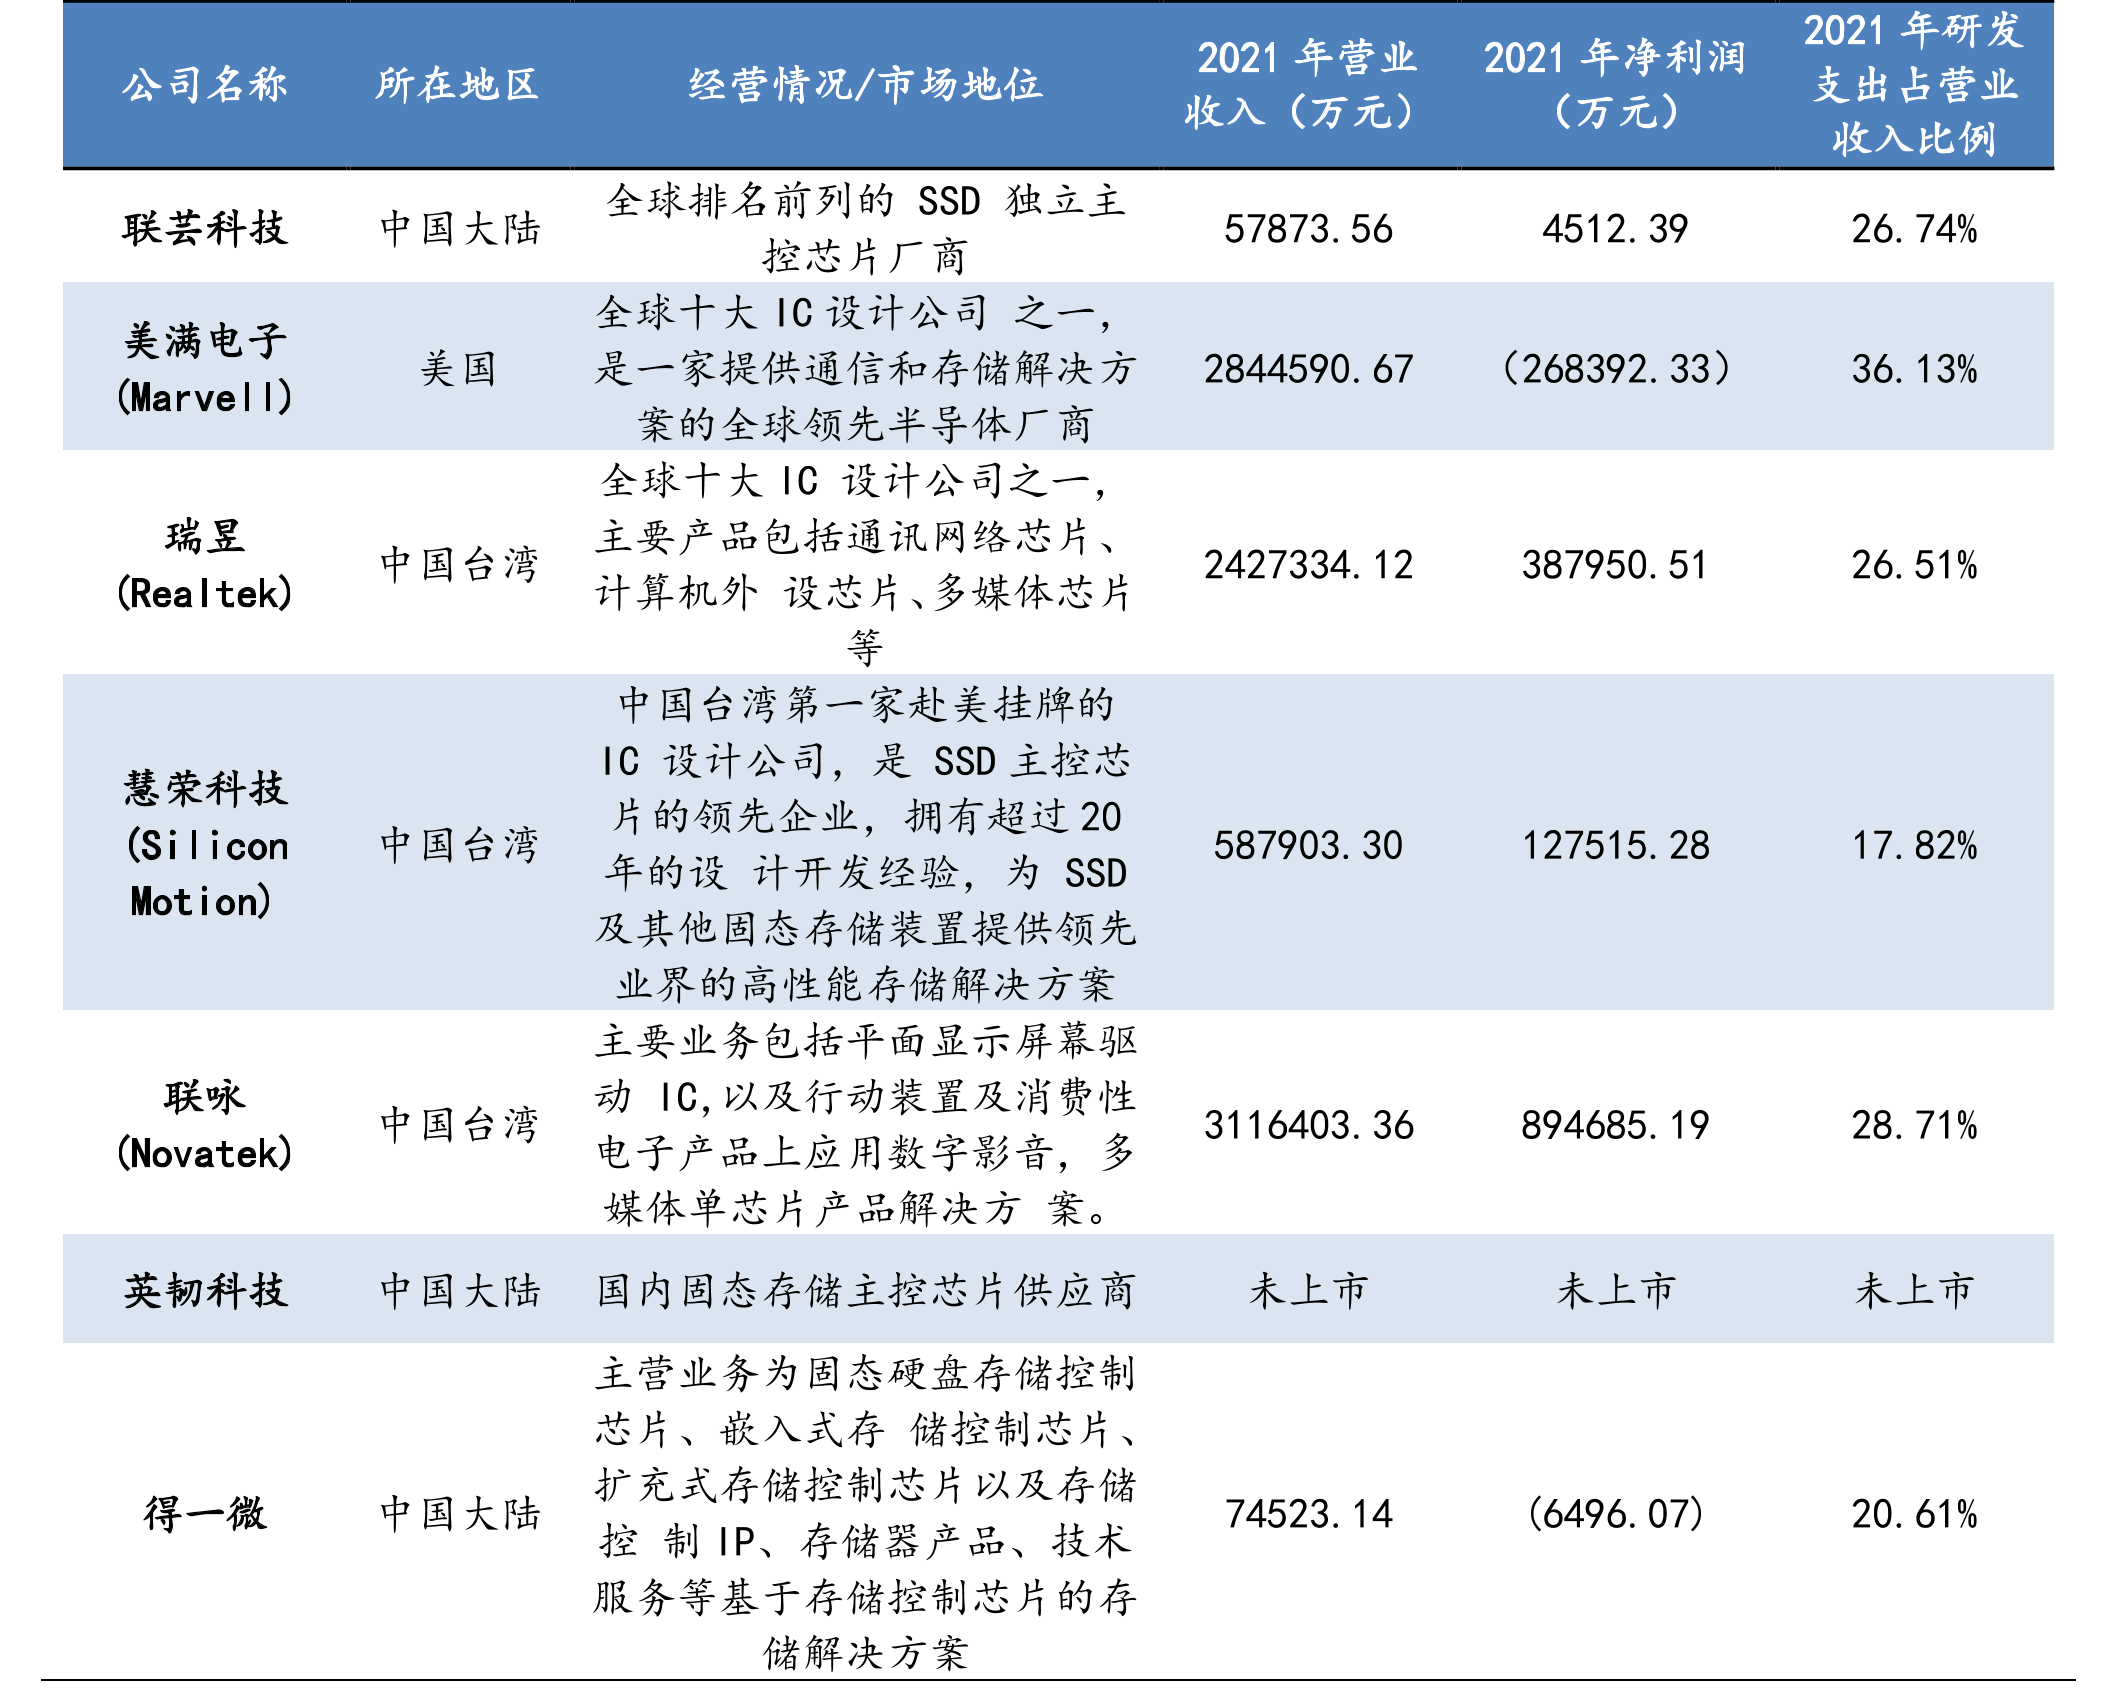 公司名称
所在地区
经营情况/市场地位
2021 年营业
收入（万元）
2021 年净利润
（万元）
2021 年研发
支出占营业
收入比例
联芸科技
中国大陆
全球排名前列的 SSD 独立主
控芯片厂商
57873.56
4512.39
26.74%
美满电子
(Marvell)
美国
全球十大 IC 设计公司 之一，
是一家提供通信和存储解决方
案的全球领先半导体厂商
2844590.67
（268392.33）
36.13%
瑞昱
(Realtek)
中国台湾
全球十大 IC 设计公司之一，
主要产品包括通讯网络芯片、
计算机外 设芯片、多媒体芯片
等
2427334.12
387950.51
26.51%
慧荣科技
(Silicon
Motion)
中国台湾
中国台湾第一家赴美挂牌的
IC 设计公司，是 SSD 主控芯
片的领先企业，拥有超过 20
年的设 计开发经验，为 SSD
及其他固态存储装置提供领先
业界的高性能存储解决方案
587903.30
127515.28
17.82%
联咏
(Novatek)
中国台湾
主要业务包括平面显示屏幕驱
动 IC,以及行动装置及消费性
电子产品上应用数字影音，多
媒体单芯片产品解决方 案。
3116403.36
894685.19
28.71%
英韧科技
中国大陆
国内固态存储主控芯片供应商
未上市
未上市
未上市
得一微
中国大陆
主营业务为固态硬盘存储控制
芯片、嵌入式存 储控制芯片、
扩充式存储控制芯片以及存储
控 制 IP、存储器产品、技术
服务等基于存储控制芯片的存
储解决方案
74523.14
(6496.07)
20.61%